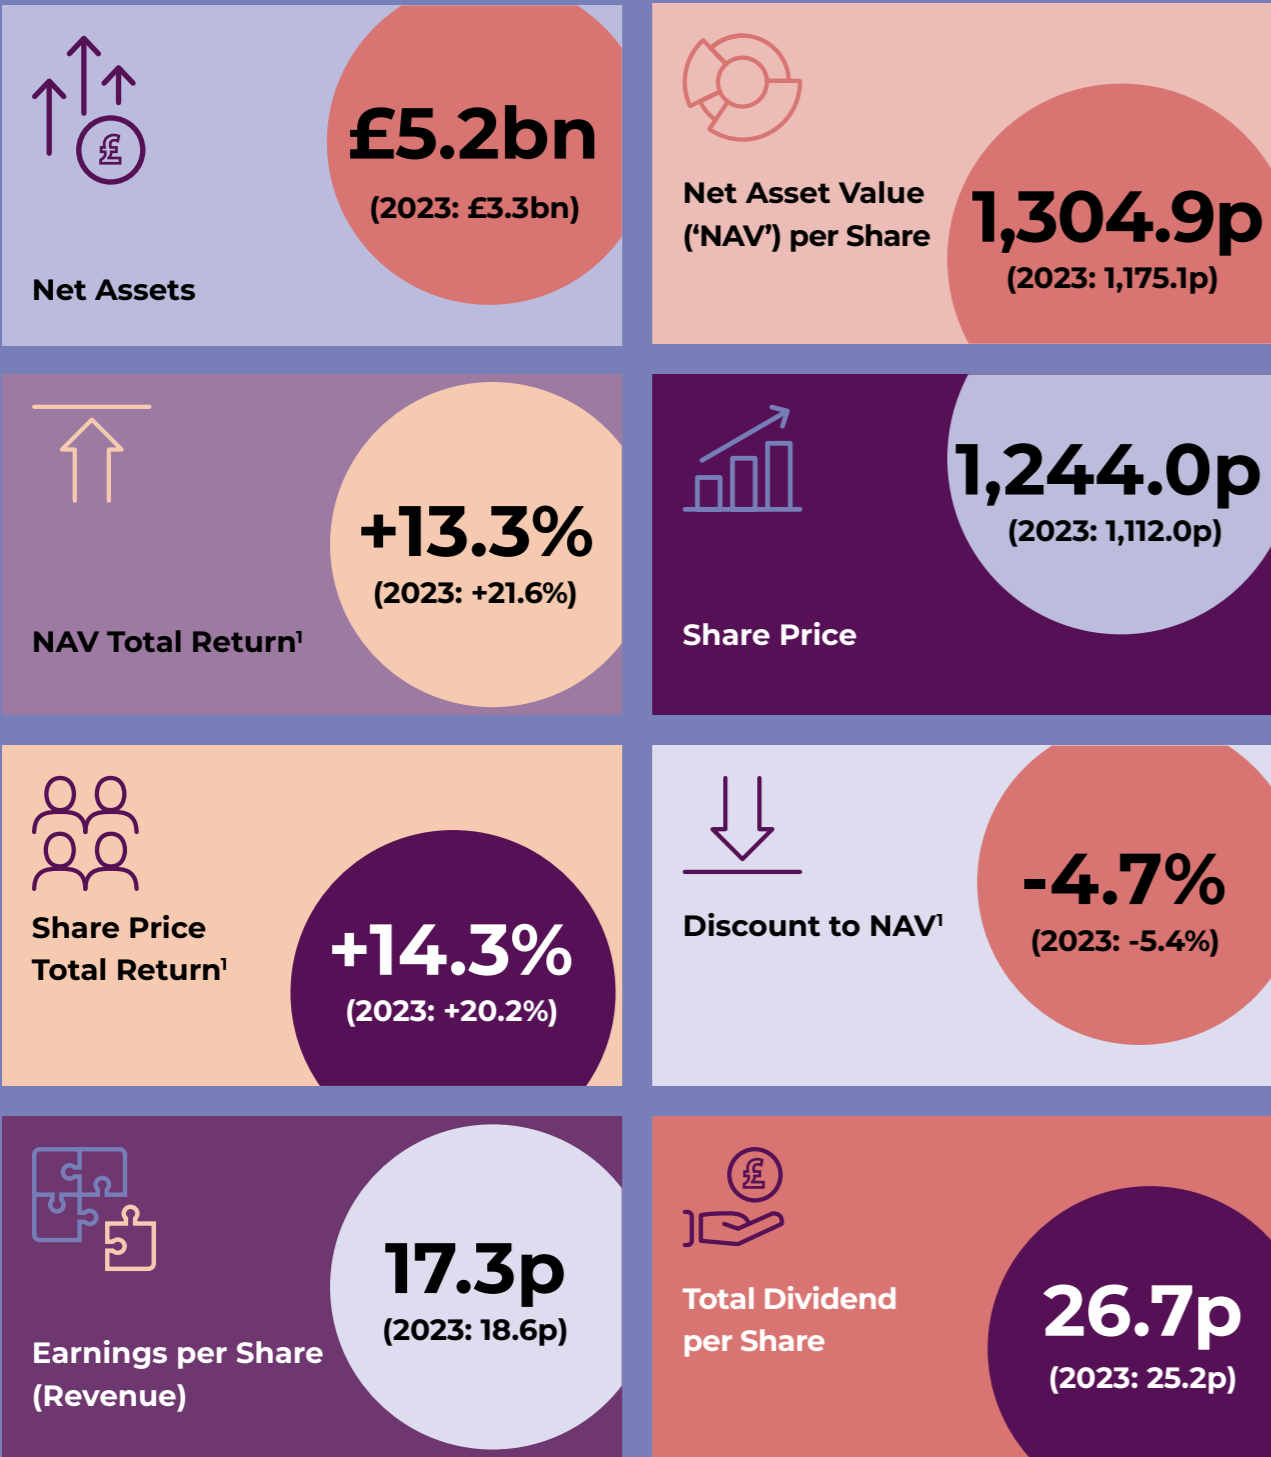 £5.2bn
(2023: £3.3bn)
Net Assets
Net Asset Value
(‘NAV’) per Share
1,304.9p
(2023: 1,175.1p)
+13.3%
(2023: +21.6%)
NAV Total Return¹
1,244.0p
(2023: 1,112.0p)
Share Price
Share Price
Total Return¹
+14.3%
(2023: +20.2%)
Discount to NAV¹
-4.7%
(2023: -5.4%)
17.3p
(2023: 18.6p)
Earnings per Share
(Revenue)
Total Dividend
per Share
26.7p
(2023: 25.2p)